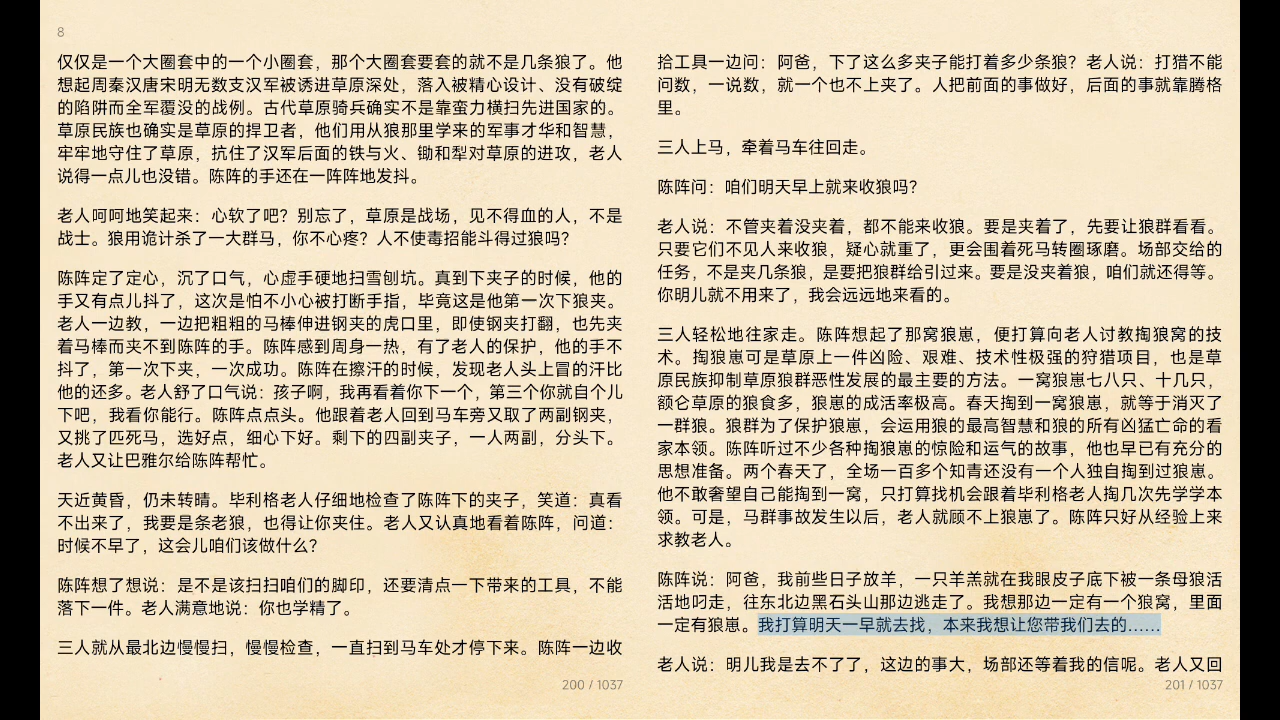 8
仅仅是一个大圈套中的一个小圈套，那个大圈套要套的就不是几条狼了。他
想起周秦汉唐宋明无数支汉军被诱进草原深处，落入被精心设计、没有破绽
的陷阱而全军覆没的战例。古代草原骑兵确实不是靠蛮力横扫先进国家的。
草原民族也确实是草原的捍卫者，他们用从狼那里学来的军事才华和智慧，
牢牢地守住了草原，抗住了汉军后面的铁与火、锄和犁对草原的进攻，老人
说得一点儿也没错。陈阵的手还在一阵阵地发抖。
老人呵呵地笑起来：心软了吧？别忘了，草原是战场，见不得血的人，不是
战士。狼用诡计杀了一大群马，你不心疼？人不使毒招能斗得过狼吗？
陈阵定了定心，沉了口气，心虚手硬地扫雪刨坑。真到下夹子的时候，他的
手又有点儿抖了，这次是怕不小心被打断手指，毕竟这是他第一次下狼夹。
老人一边教，一边把粗粗的马棒伸进钢夹的虎口里，即使钢夹打翻，也先夹
着马棒而夹不到陈阵的手。陈阵感到周身一热，有了老人的保护，他的手不
抖了，第一次下夹，一次成功。陈阵在擦汗的时候，发现老人头上冒的汗比
他的还多。老人舒了口气说：孩子啊，我再看着你下一个，第三个你就自个儿
下吧，我看你能行。陈阵点点头。他跟着老人回到马车旁又取了两副钢夹，
又挑了匹死马，选好点，细心下好。剩下的四副夹子，一人两副，分头下。
老人又让巴雅尔给陈阵帮忙。
天近黄昏，仍未转晴。毕利格老人仔细地检查了陈阵下的夹子，笑道：真看
不出来了，我要是条老狼，也得让你夹住。老人又认真地看着陈阵，问道：
时候不早了，这会儿咱们该做什么？
陈阵想了想说：是不是该扫扫咱们的脚印，还要清点一下带来的工具，不能
落下一件。老人满意地说：你也学精了。
三人就从最北边慢慢扫，慢慢检查，一直扫到马车处才停下来。陈阵一边收
200 / 1037
拾工具一边问：阿爸，下了这么多夹子能打着多少条狼？老人说：打猎不能
问数，一说数，就一个也不上来了。人把前面的事做好，后面的事就靠腾格
里。
三人上马，牵着马车往回走。
陈阵问：咱们明天早上就来收狼吗？
老人说：不管夹着没夹着，都不能来收狼。要是夹着了，先要让狼群看看。
只要它们不见人来收狼，疑心就重了，更会围着死马转圈琢磨。场部交给的
任务，不是夹几条狼，是要把狼群给引过来。要是没夹着狼，咱们就还得等。
你明儿就不用来了，我会远远地来看的。
三人轻松地往家走。陈阵想起了那窝狼崽，便打算向老人讨教掏狼窝的技
术。掏狼崽可是草原上一件凶险、艰难、技术性极强的狩猎项目，也是草
原民族抑制草原狼群恶性发展的最主要的方法。一窝狼崽七八只、十几只，
额仑草原的狼食多，狼崽的成活率极高。春天掏到一窝狼崽，就等于消灭了
一群狼。狼群为了保护狼崽，会运用狼的最高智慧和狼的所有凶猛亡命的看
家本领。陈阵听过不少各种掏狼崽的惊险和运气的故事，他也早已有充分的
思想准备。两个春天了，全场一百多个知青还没有一个人独自掏到过狼崽。
他不敢奢望自己能掏到一窝，只打算找机会跟着毕利格老人掏几次先学学本
领。可是，马群事故发生以后，老人就顾不上狼崽了。陈阵只好从经验上来
求教老人。
陈阵说：阿爸，我前些日子放羊，一只羊羔就在我眼皮子底下被一条母狼活
活地叼走，往东北边黑石头山那边逃走了。我想那边一定有一个狼窝，里面
一定有狼崽。我打算明天一早就去找，本来我想让您带我们去的……
老人说：明儿我是去不了了，这边的事大，场部还等着我的信呢。老人又回
201 / 1037